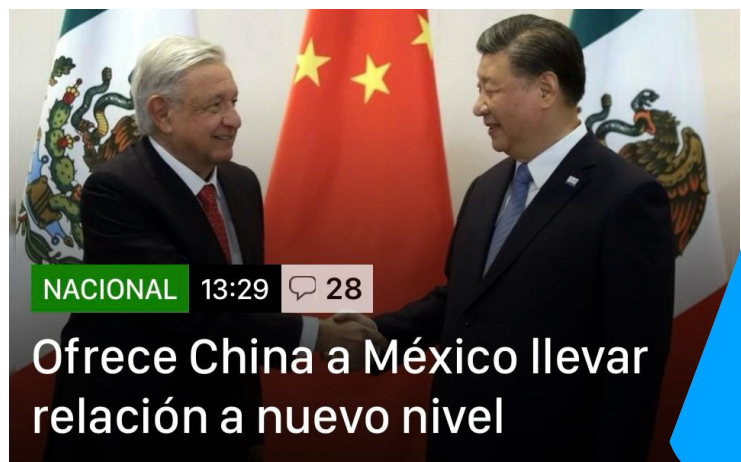 NACIONAL 13:29 28
Ofrece China a México llevar
relación a nuevo nivel